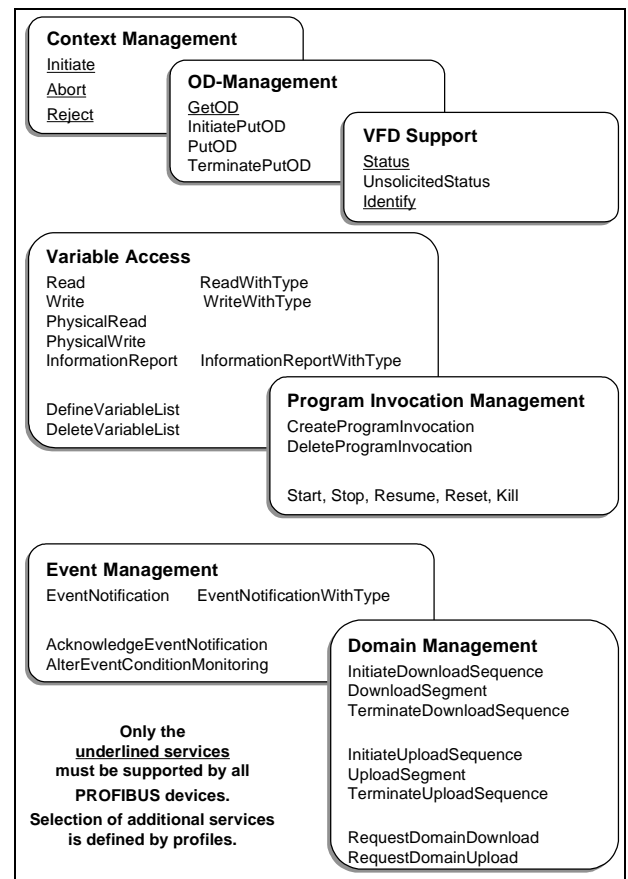 Context Management
Initiate
Abort
Reject
OD-Management
GetOD
InitiatePutOD
PutOD
TerminatePutOD
VFD Support
Status
UnsolicitedStatus
Identify
Variable Access
Read ReadWithType
Write WriteWithType
PhysicalRead
PhysicalWrite
InformationReport InformationReportWithType
DefineVariableList
DeleteVariableList
Program Invocation Management
CreateProgramInvocation
DeleteProgramInvocation
Start, Stop, Resume, Reset, Kill
Event Management
EventNotification EventNotificationWithType
AcknowledgeEventNotification
AlterEventConditionMonitoring
Domain Management
InitiateDownloadSequence
DownloadSegment
TerminateDownloadSequence
InitiateUploadSequence
UploadSegment
TerminateUploadSequence
RequestDomainDownload
RequestDomainUpload
Only the
underlined services
must be supported by all
PROFIBUS devices.
Selection of additional services
is defined by profiles.